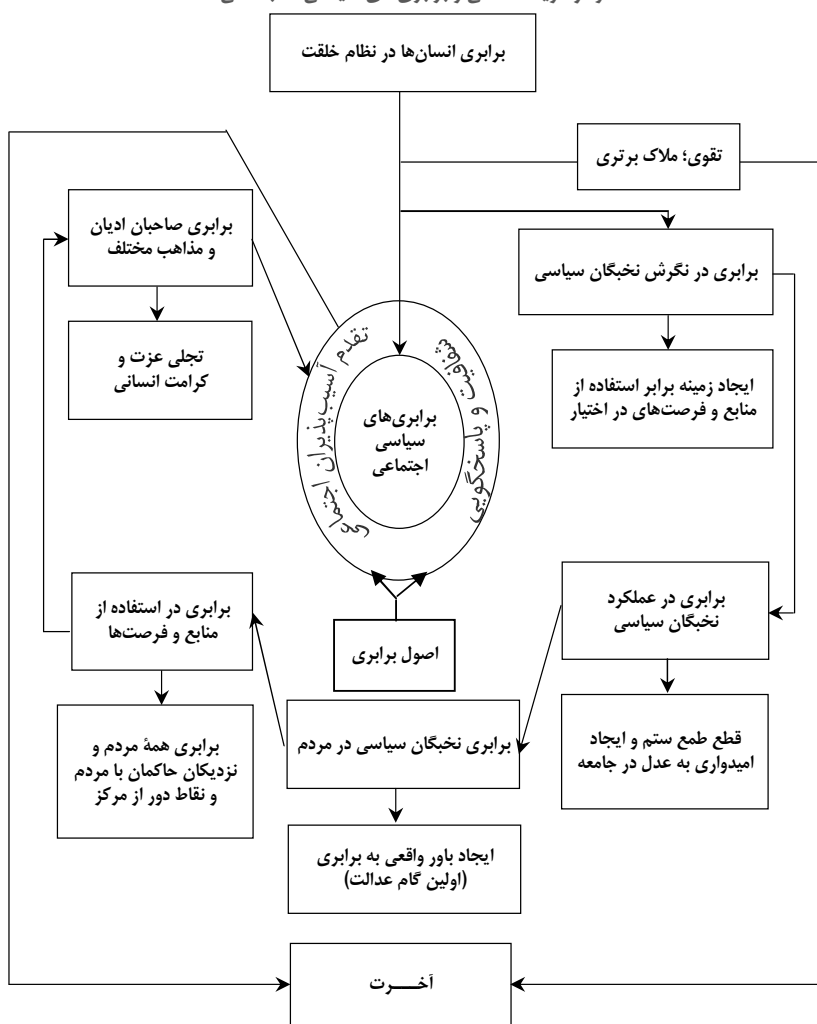 برابری انسان‌ها در نظام خلقت
تقوی؛ ملاک برتری
برابری صاحبان ادیان
و مذاهب مختلف
برابری در نگرش نخبگان سیاسی
تجلی عزت و
کرامت انسانی
ایجاد زمینه برابر استفاده از
منابع و فرصت‌های در اختیار
شفافیت و پاسخگویی
تقدم آسیب‌پذیران اجتماعی
برابری‌های
سیاسی
اجتماعی
برابری در عملکرد
نخبگان سیاسی
برابری در استفاده از
منابع و فرصت‌ها
اصول برابری
برابری نخبگان سیاسی در مردم
قطع طمع ستم و ایجاد
امیدواری به عدل در جامعه
برابری همهٔ مردم و
نزدیکان حاکمان با مردم
و نقاط دور از مرکز
ایجاد باور واقعی به برابری
(اولین گام عدالت)
آخـــرت